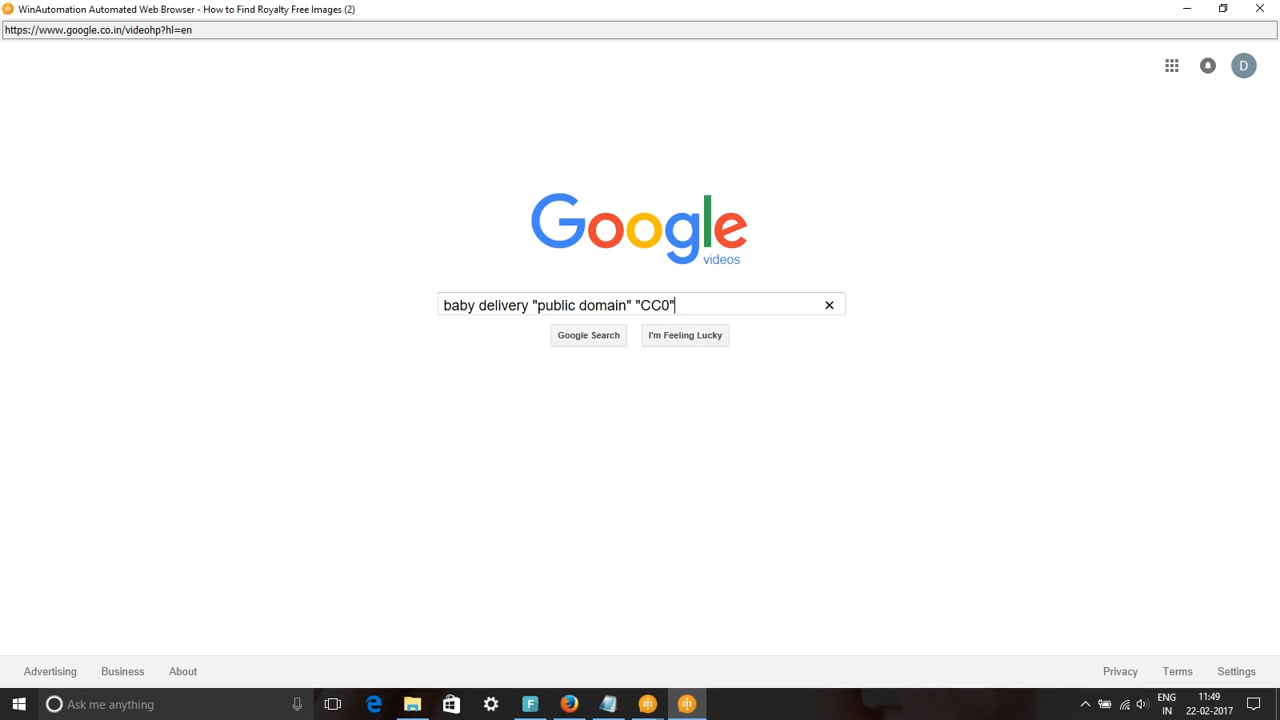 WinAutomation Automated Web Browser - How to Find Royalty Free Images (2)
https://www.google.co.in/videohp?hl=en
D
Google
videos
baby delivery "public domain" "CC0"
Google Search
I'm Feeling Lucky
Advertising
Business
About
Privacy
Terms
Settings
Ask me anything
F
ENG
IN
11:49
22-02-2017